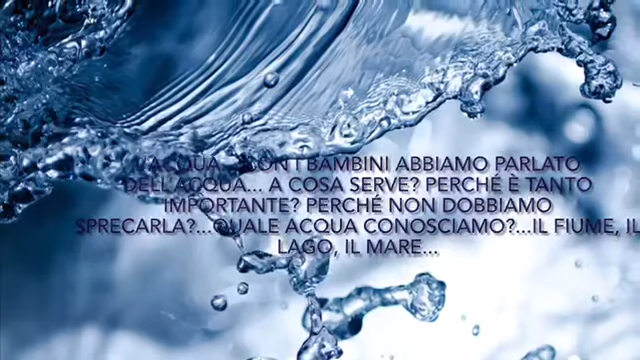 L'ACQUA... CON I BAMBINI ABBIAMO PARLATO
DELL'ACQUA... A COSA SERVE? PERCHÉ È TANTO
IMPORTANTE? PERCHÉ NON DOBBIAMO
SPRECARLA?...QUALE ACQUA CONOSCIAMO?...IL FIUME, IL
LAGO, IL MARE...